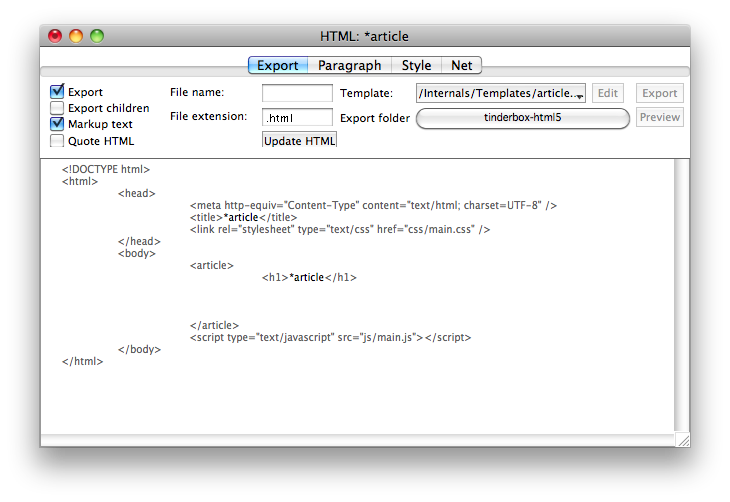 HTML: *article
Export Paragraph Style Net
Export File name: Template: /Internals/Templates/article... Edit Export
Export children
Markup text File extension: .html Export folder tinderbox-html5 Preview
Quote HTML Update HTML
<!DOCTYPE html>
<html>
<head>
<meta http-equiv="Content-Type" content="text/html; charset=UTF-8" />
<title>*article</title>
<link rel="stylesheet" type="text/css" href="css/main.css" />
</head>
<body>
<article>
<h1>*article</h1>
</article>
<script type="text/javascript" src="js/main.js"></script>
</body>
</html>